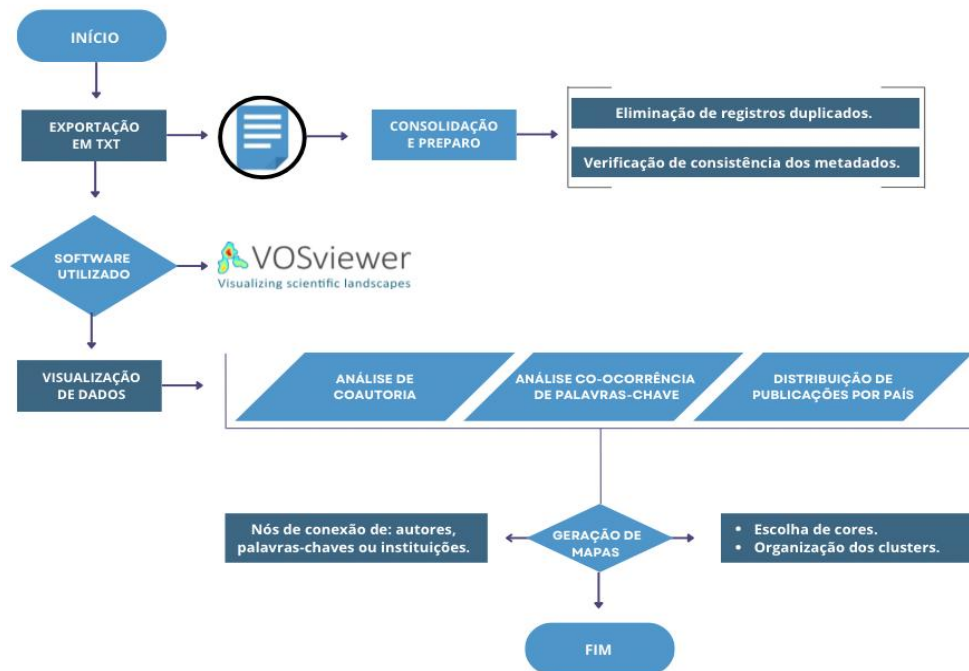 INÍCIO
EXPORTAÇÃO
EM TXT
CONSOLIDAÇÃO
E PREPARO
Eliminação de registros duplicados.
Verificação de consistência dos metadados.
SOFTWARE
UTILIZADO
VOSviewer
Visualizing scientific landscapes
VISUALIZAÇÃO
DE DADOS
ANÁLISE DE
COAUTORIA
ANÁLISE CO-OCORRÊNCIA
DE PALAVRAS-CHAVE
DISTRIBUIÇÃO DE
PUBLICAÇÕES POR PAÍS
Nós de conexão de: autores,
palavras-chaves ou instituições.
GERAÇÃO DE
MAPAS
• Escolha de cores.
• Organização dos clusters.
FIM